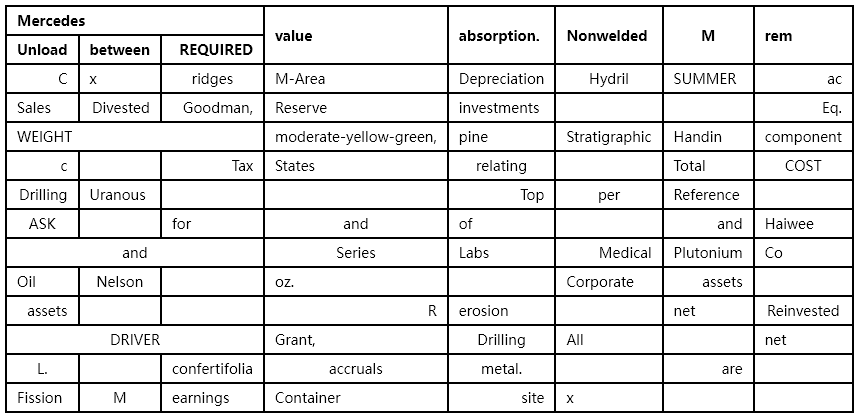 Mercedes value absorption. Nonwelded M rem
Unload between REQUIRED
C x ridges M-Area Depreciation Hydril SUMMER ac
Sales Divested Goodman, Reserve investments Eq.
WEIGHT moderate-yellow-green, pine Stratigraphic Handin component
c Tax States relating Total COST
Drilling Uranous Top per Reference
ASK for and of and Haiwee
and Series Labs Medical Plutonium Co
Oil Nelson oz. Corporate assets
assets R erosion net Reinvested
DRIVER Grant, Drilling All net
L. confertifolia accruals metal. are
Fission M earnings Container site x